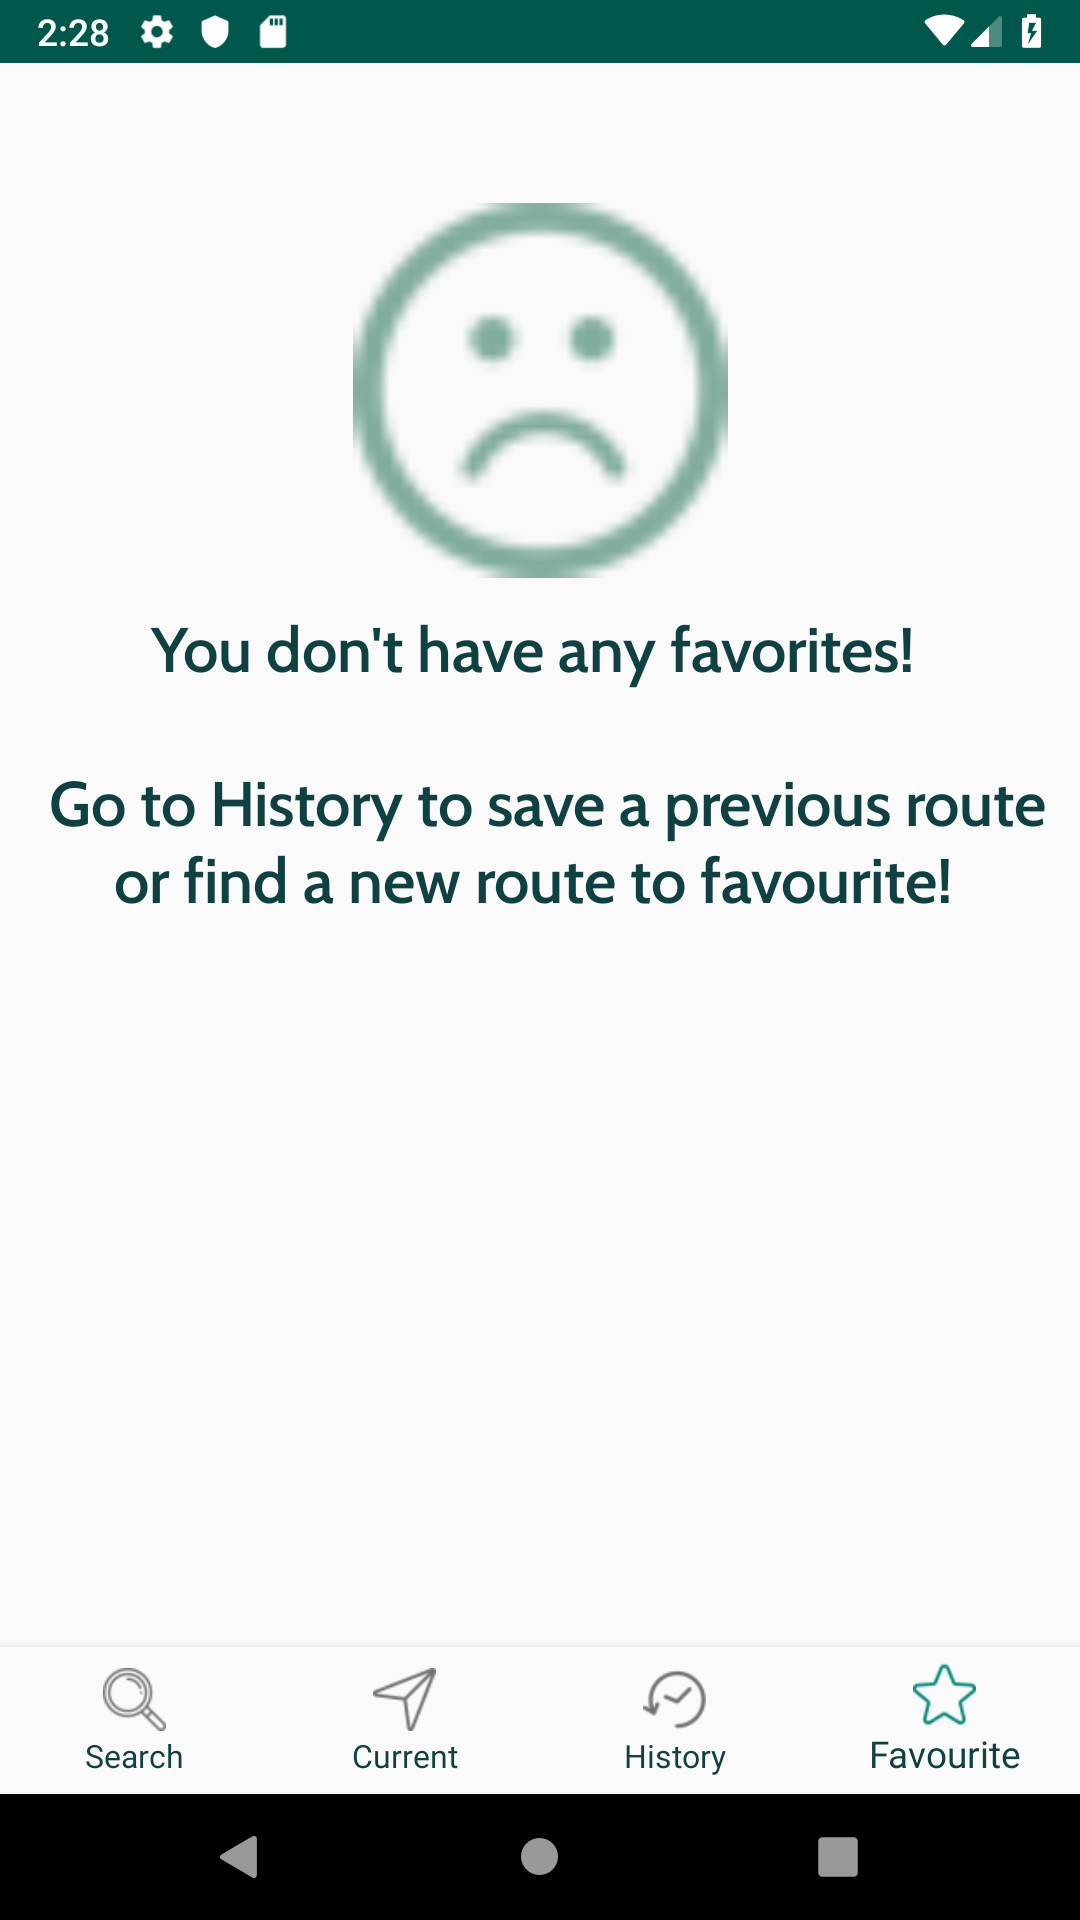 2:28
You don't have any favorites!
Go to History to save a previous route
or find a new route to favourite!
Search
Current
History
Favourite